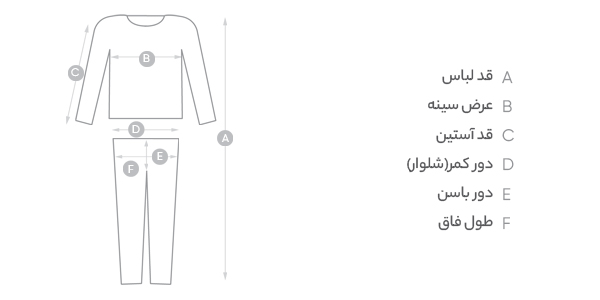 A قد لباس
B عرض سینه
C قد آستین
D دور کمر(شلوار)
E دور باسن
F طول فاق
C
B
D
A
E
F